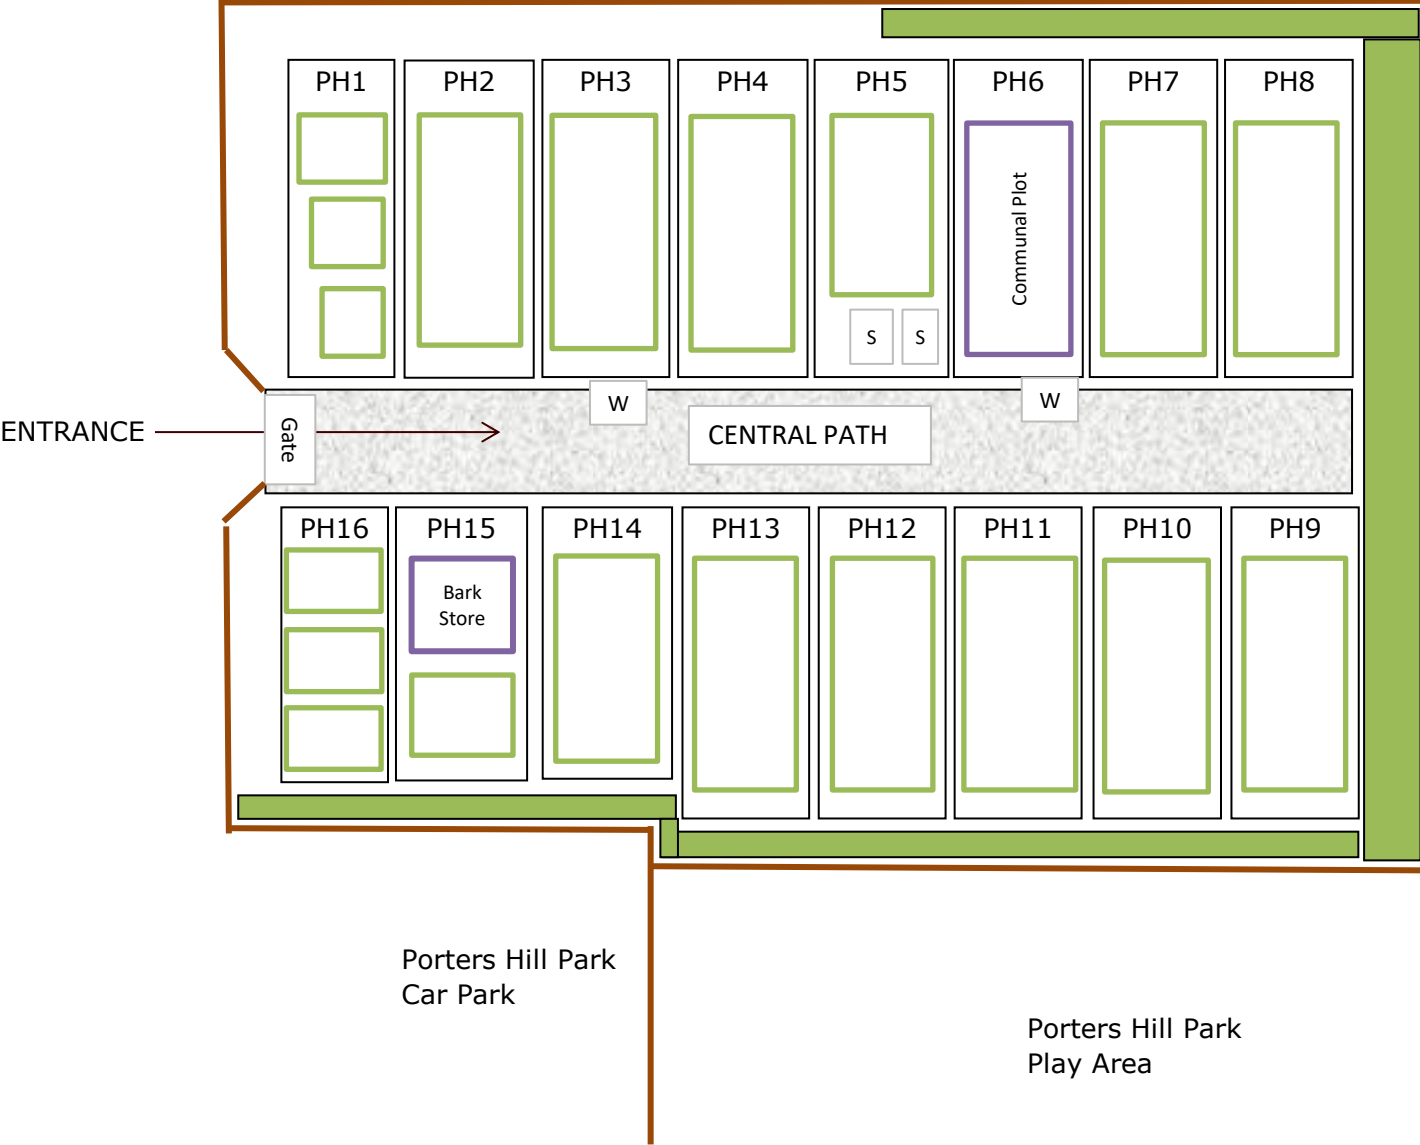 PH1
PH2
PH3
PH4
PH5
PH6
PH7
PH8
Communal Plot
S
S
W
W
ENTRANCE
Gate
CENTRAL PATH
PH16
PH15
PH14
PH13
PH12
PH11
PH10
PH9
Bark
Store
Porters Hill Park
Car Park
Porters Hill Park
Play Area